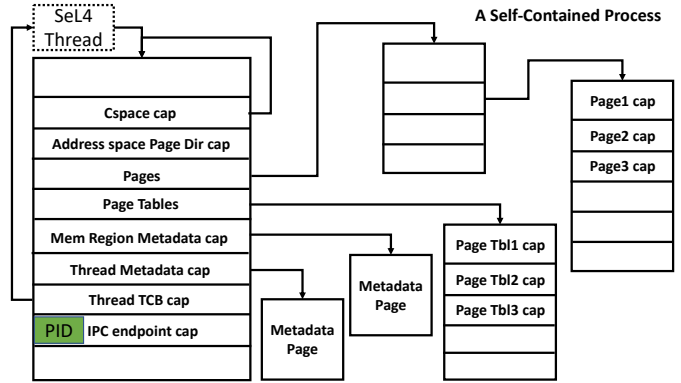 A Self-Contained Process
SeL4
Thread
Cspace cap
Address space Page Dir cap
Pages
Page Tables
Mem Region Metadata cap
Thread Metadata cap
Thread TCB cap
PID IPC endpoint cap
Metadata
Page
Metadata
Page
Page Tbl1 cap
Page Tbl2 cap
Page Tbl3 cap
Page1 cap
Page2 cap
Page3 cap